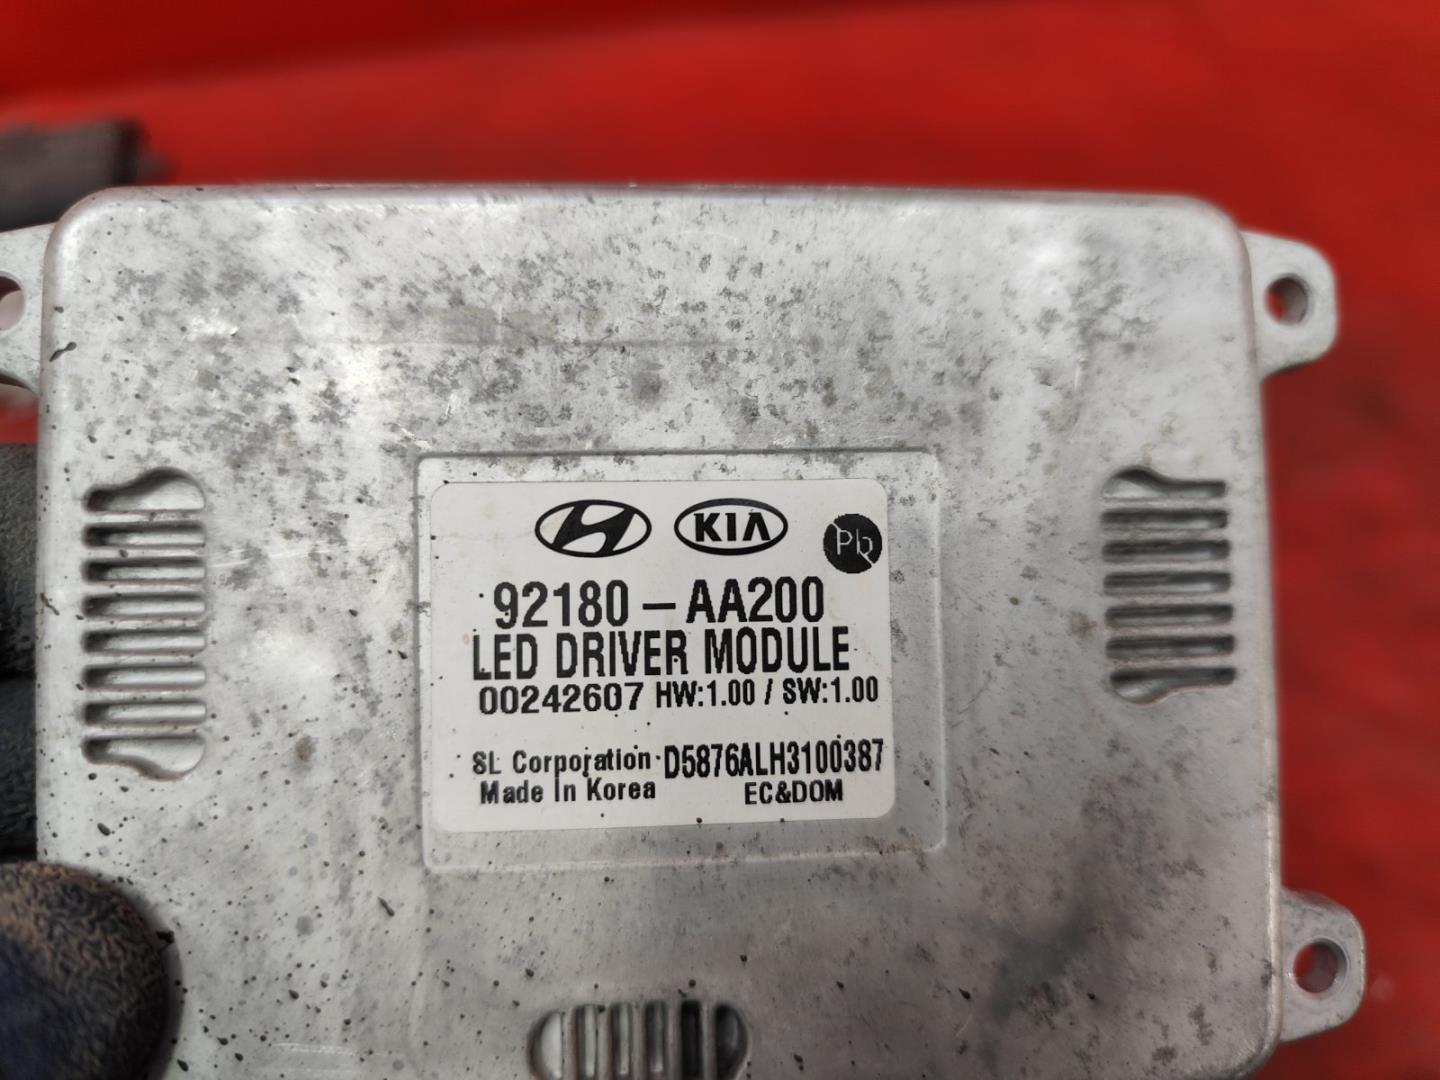 KIA
Pb
92180-AA200
LED DRIVER MODULE
00242607 HW:1.00 / SW:1.00
SL Corporation D5876ALH3100387
Made In Korea EC&DOM